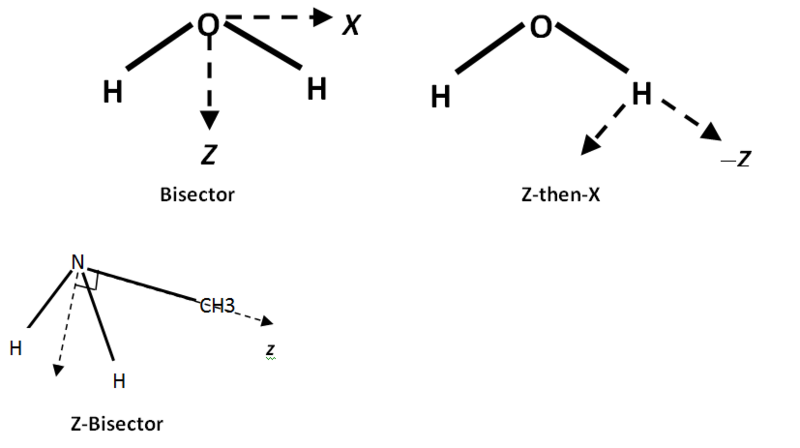 O X
H H
Z
Bisector
O
H H
–Z
Z-then-X
N
CH3
H
H
z
Z-Bisector